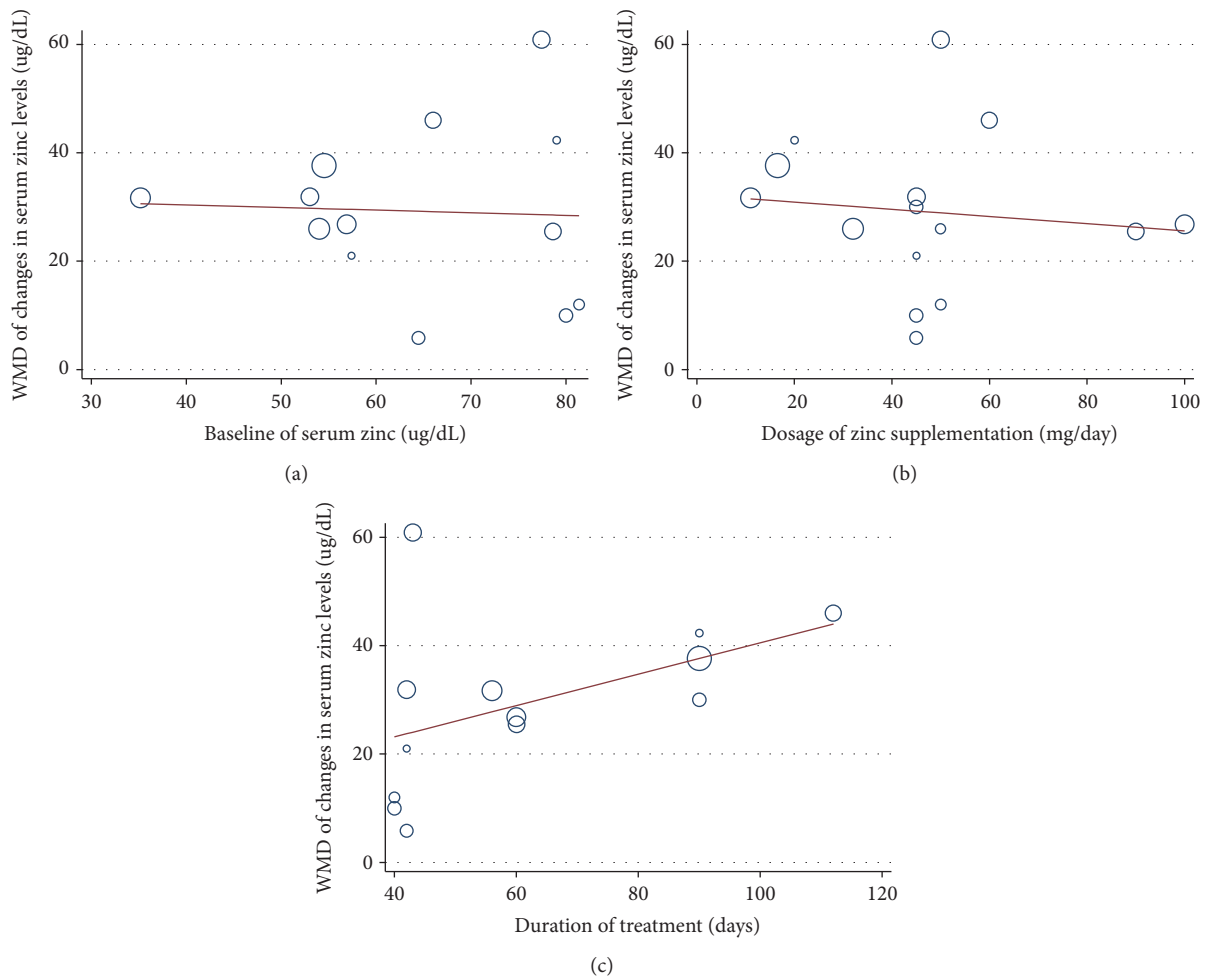 WMD of changes in serum zinc levels (ug/dL)
60
40
20
0
30 40 50 60 70 80
Baseline of serum zinc (ug/dL)
(a)
WMD of changes in serum zinc levels (ug/dL)
60
40
20
0
0 20 40 60 80 100
Dosage of zinc supplementation (mg/day)
(b)
WMD of changes in serum zinc levels (ug/dL)
60
40
20
0
40 60 80 100 120
Duration of treatment (days)
(c)